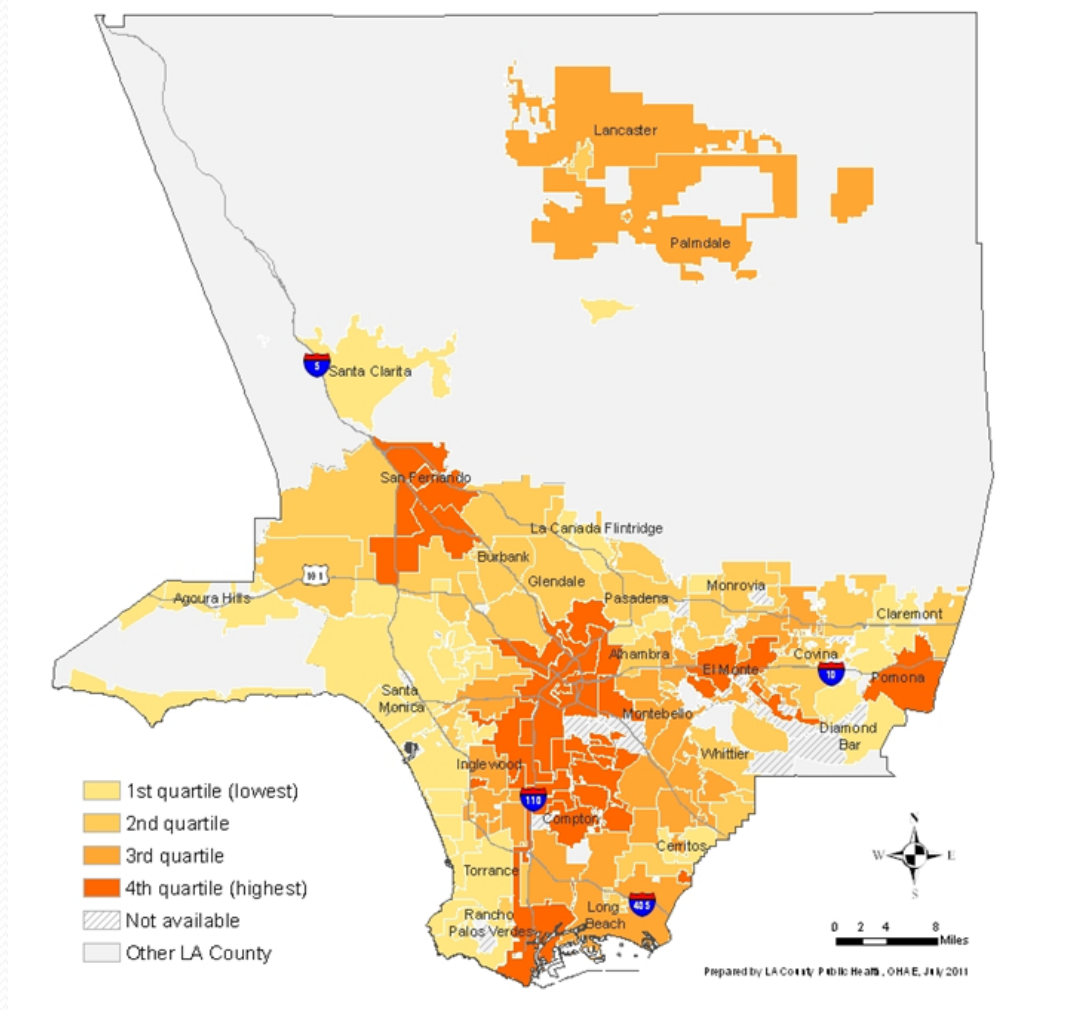 Lancaster
Palmdale
5
Santa Clarita
San Fernando
La Canada Flintridge
Burbank
101
Glendale
Monrovia
Agoura Hills
Pasadena
Claremont
Alhambra
Covina
El Monte
10
Pomona
Santa
Monica
Montebello
Diamond
Bar
Whittier
Inglewood
1st quartile (lowest)
110
2nd quartile
Compton
N
3rd quartile
Cerritos
W
E
Torrance
4th quartile (highest)
S
405
Long
Beach
Rancho
Palos Verdes
Not available
0 2 4 8
Miles
Other LA County
Prepared by LA County Public Health, OHAE, July 2011